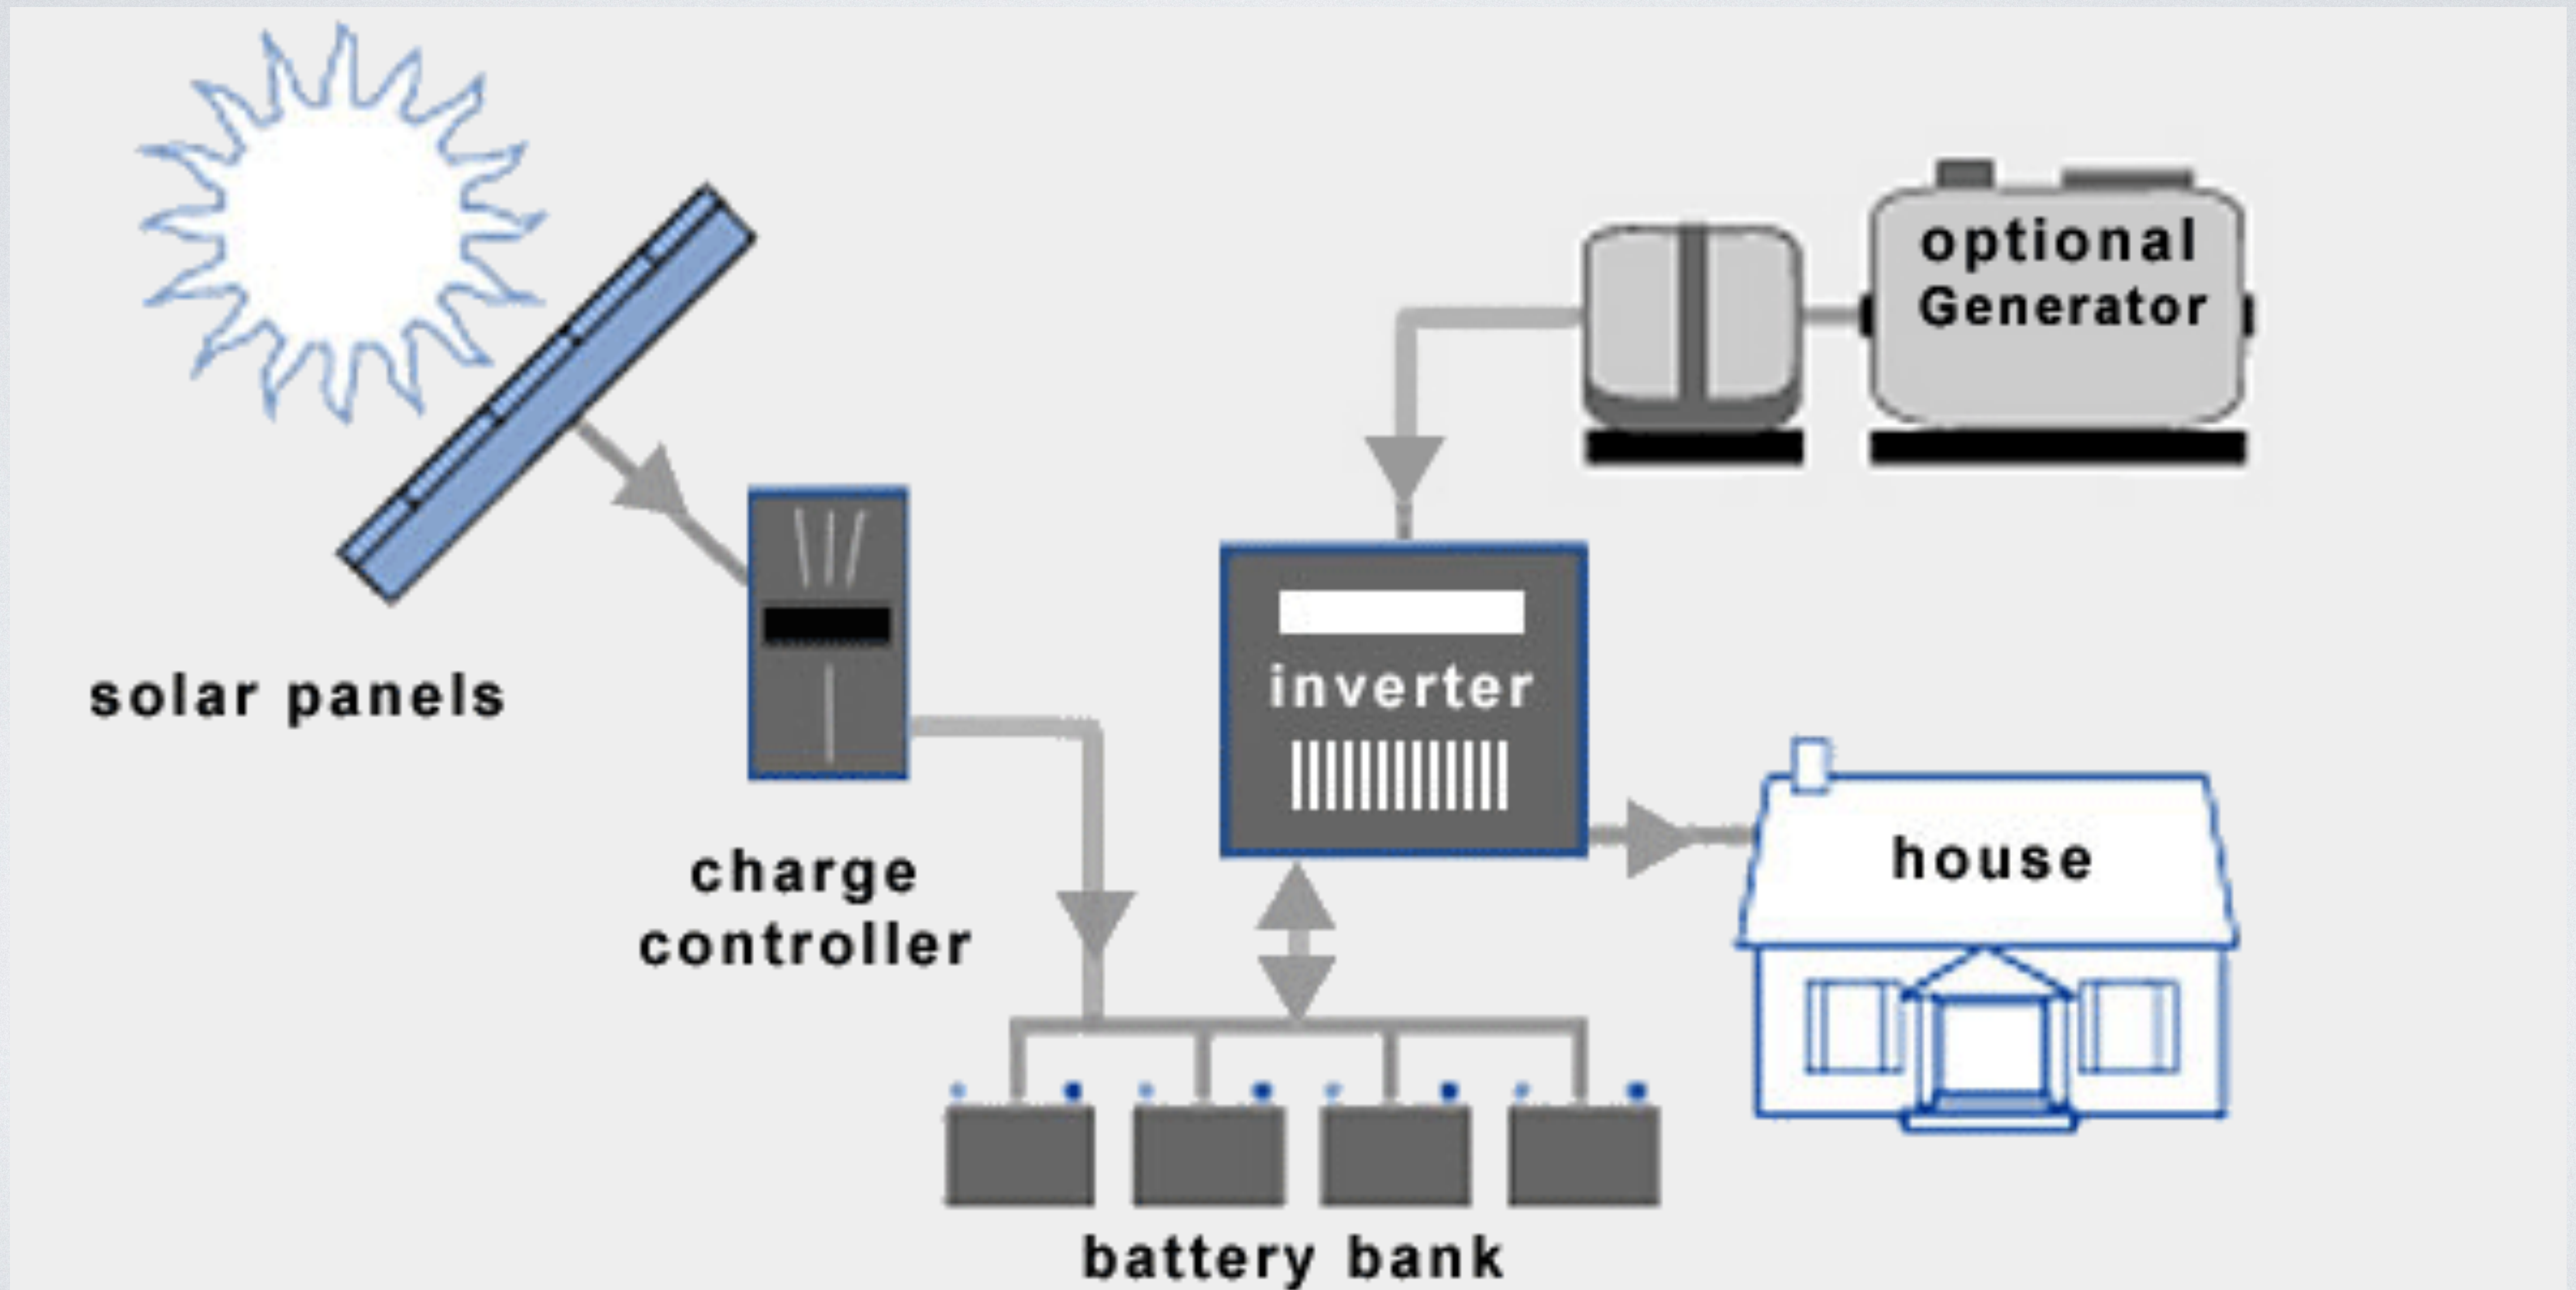 optional
Generator
solar panels
inverter
charge
controller
house
battery bank